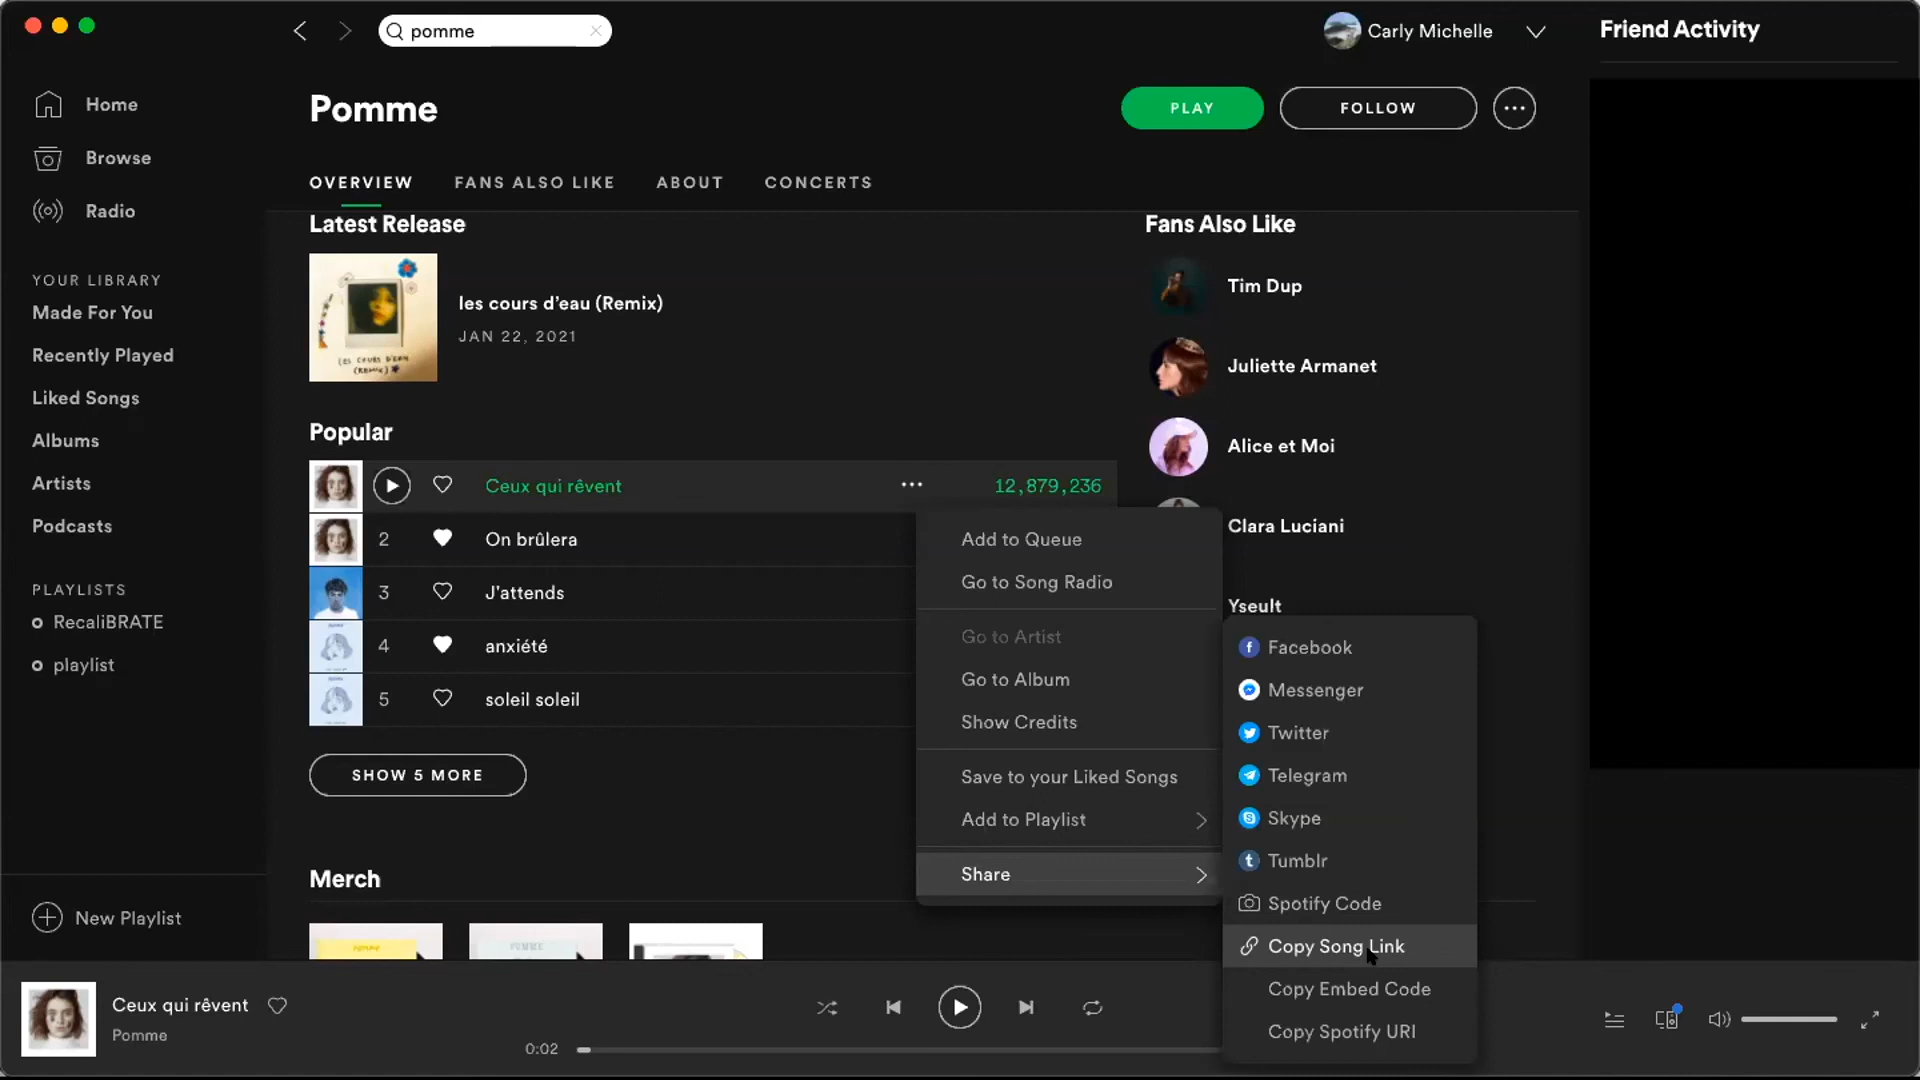 pomme
Carly Michelle
Friend Activity
Home
Browse
Radio
YOUR LIBRARY
Made For You
Recently Played
Liked Songs
Albums
Artists
Podcasts
PLAYLISTS
RecaliBRATE
playlist
New Playlist
Pomme
PLAY
FOLLOW
OVERVIEW
FANS ALSO LIKE
ABOUT
CONCERTS
Latest Release
LES COURS D'EAU
(REMIX)
les cours d'eau (Remix)
JAN 22, 2021
Popular
Ceux qui rêvent
12,879,236
2
On brûlera
3
J'attends
4
anxiété
5
soleil soleil
SHOW 5 MORE
Merch
POMME
Fans Also Like
Tim Dup
Juliette Armanet
Alice et Moi
Clara Luciani
Yseult
Add to Queue
Go to Song Radio
Go to Artist
Go to Album
Show Credits
Save to your Liked Songs
Add to Playlist
Share
Facebook
Messenger
Twitter
Telegram
Skype
Tumblr
Spotify Code
Copy Song Link
Copy Embed Code
Copy Spotify URI
Ceux qui rêvent
Pomme
0:02